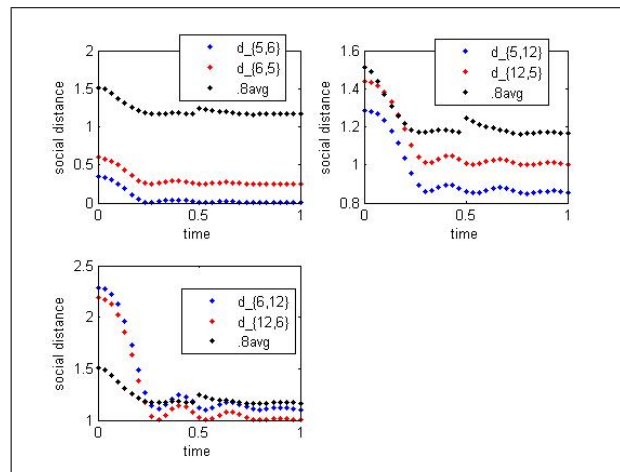 2
1.5
1
0.5
0
social distance
0
0.5
1
time
d_{5,6}
d_{6,5}
.8avg
1.6
1.4
1.2
1
0.8
social distance
0
0.5
1
time
d_{5,12}
d_{12,5}
.8avg
2.5
2
1.5
1
social distance
0
0.5
1
time
d_{6,12}
d_{12,6}
.8avg